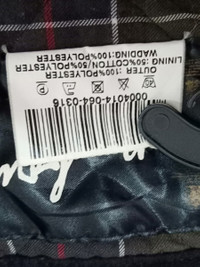 OUTER :100%POLYESTER
LINING :50%COTTON/50%POLYESTER
WADDING:100%POLYESTER
0004014-064-0316